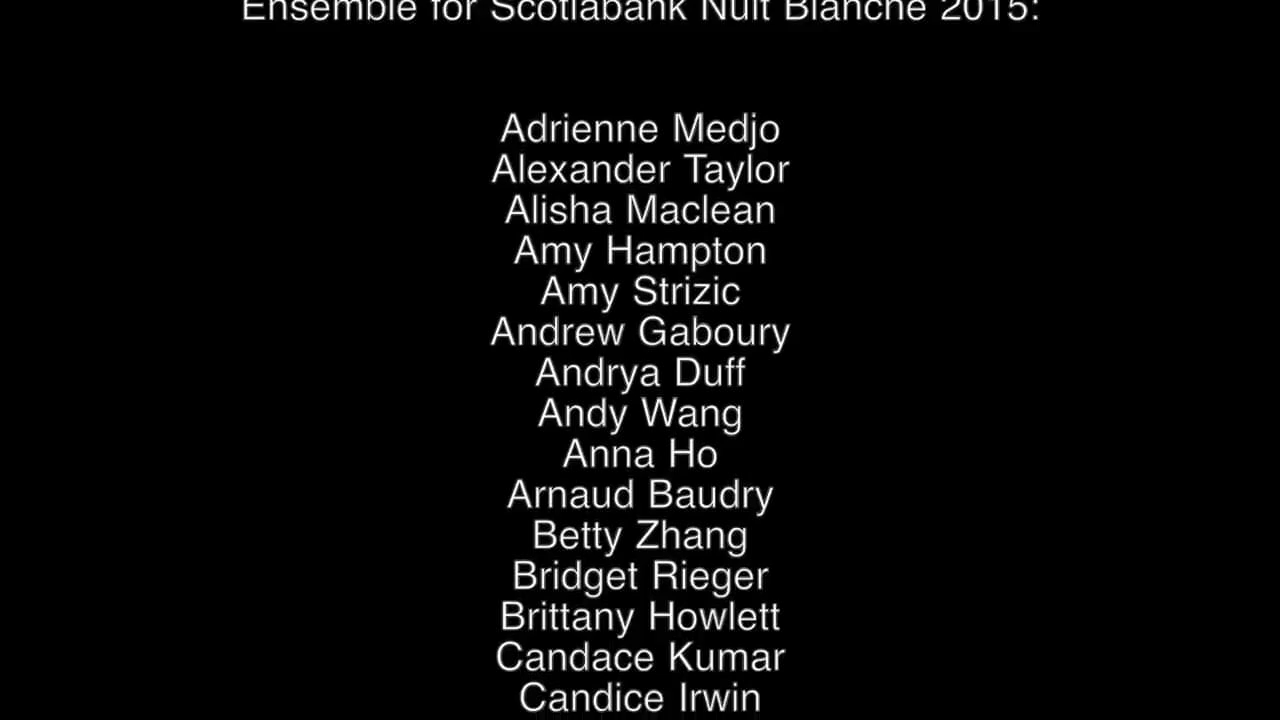 Ensemble for Scotiabank Nuit Blanche 2015:
Adrienne Medjo
Alexander Taylor
Alisha Maclean
Amy Hampton
Amy Strizic
Andrew Gaboury
Andrya Duff
Andy Wang
Anna Ho
Arnaud Baudry
Betty Zhang
Bridget Rieger
Brittany Howlett
Candace Kumar
Candice Irwin